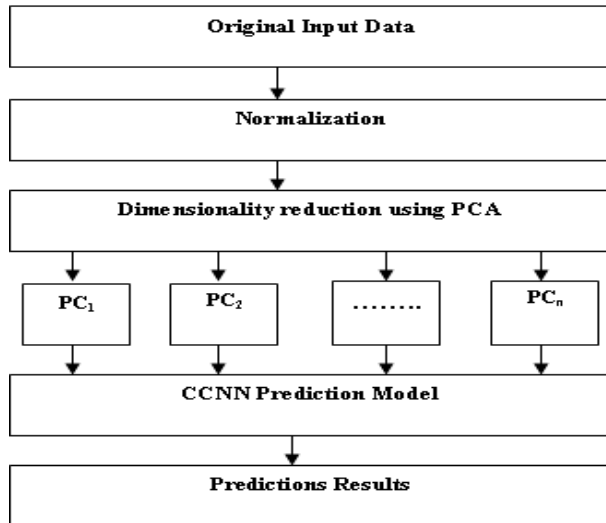 Original Input Data
Normalization
Dimensionality reduction using PCA
PC₁ PC₂ ........ PCₙ
CCNN Prediction Model
Predictions Results